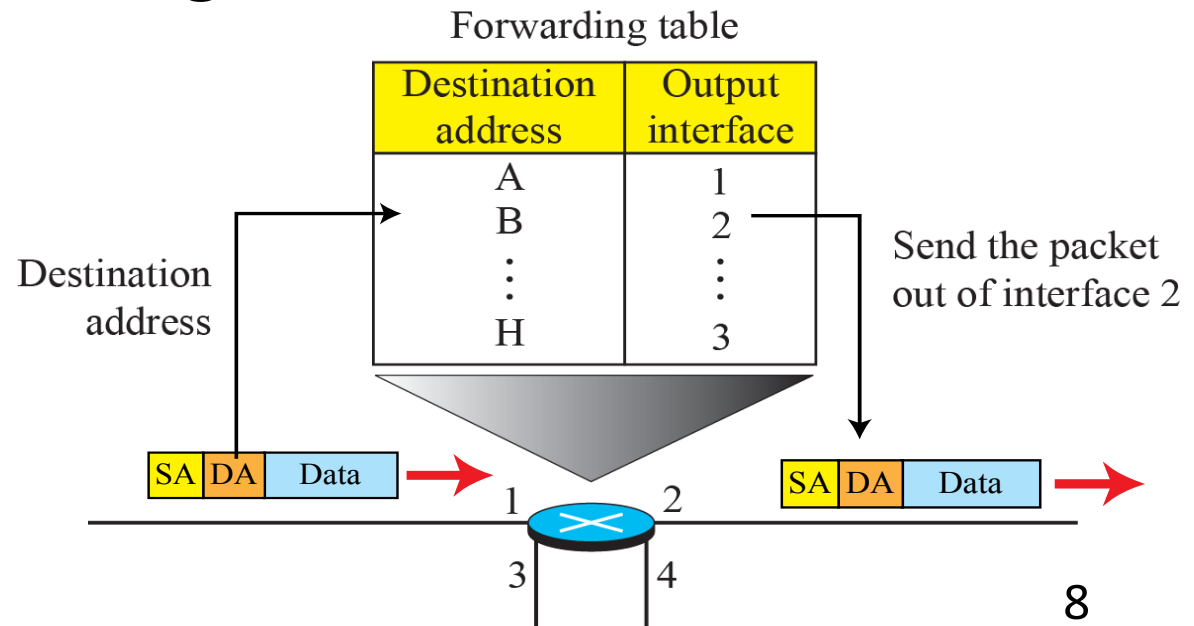 Forwarding table
Destination address
Output interface
A 1
B 2
⋮ ⋮
H 3
Destination
address
Send the packet
out of interface 2
SA DA Data
SA DA Data
1 2
3 4
8